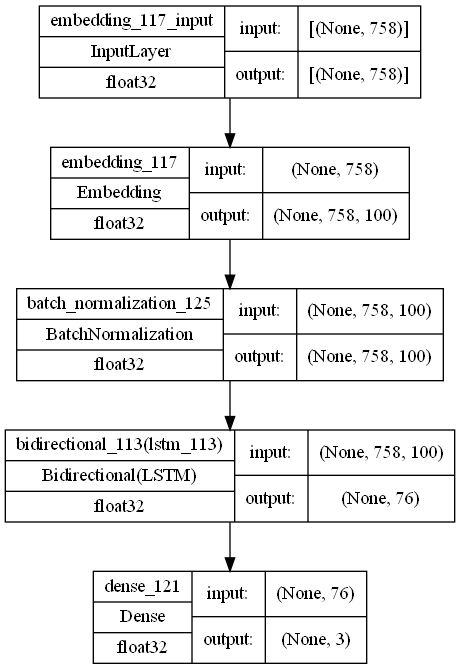 embedding_117_input
InputLayer
float32
input:
[(None, 758)]
output:
[(None, 758)]
embedding_117
Embedding
float32
input:
(None, 758)
output:
(None, 758, 100)
batch_normalization_125
BatchNormalization
float32
input:
(None, 758, 100)
output:
(None, 758, 100)
bidirectional_113(lstm_113)
Bidirectional(LSTM)
float32
input:
(None, 758, 100)
output:
(None, 76)
dense_121
Dense
float32
input:
(None, 76)
output:
(None, 3)